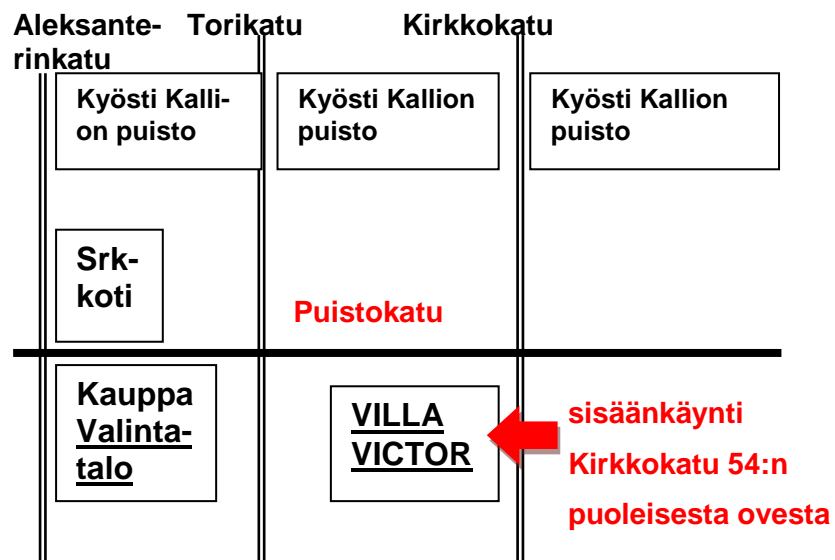 Aleksante-
rinkatu
Torikatu
Kirkkokatu
Kyösti Kalli-
on puisto
Kyösti Kallion
puisto
Kyösti Kallion
puisto
Srk-
koti
Puistokatu
Kauppa
Valinta-
talo
VILLA
VICTOR
sisäänkäynti
Kirkkokatu 54:n
puoleisesta ovesta